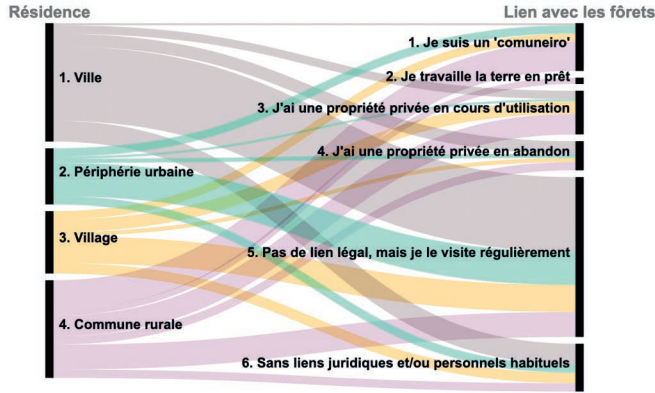 Résidence
Lien avec les fôrets
1. Ville
2. Périphérie urbaine
3. Village
4. Commune rurale
1. Je suis un 'comuneiro'
2. Je travaille la terre en prêt
3. J'ai une propriété privée en cours d'utilisation
4. J'ai une propriété privée en abandon
5. Pas de lien légal, mais je le visite régulièrement
6. Sans liens juridiques et/ou personnels habituels